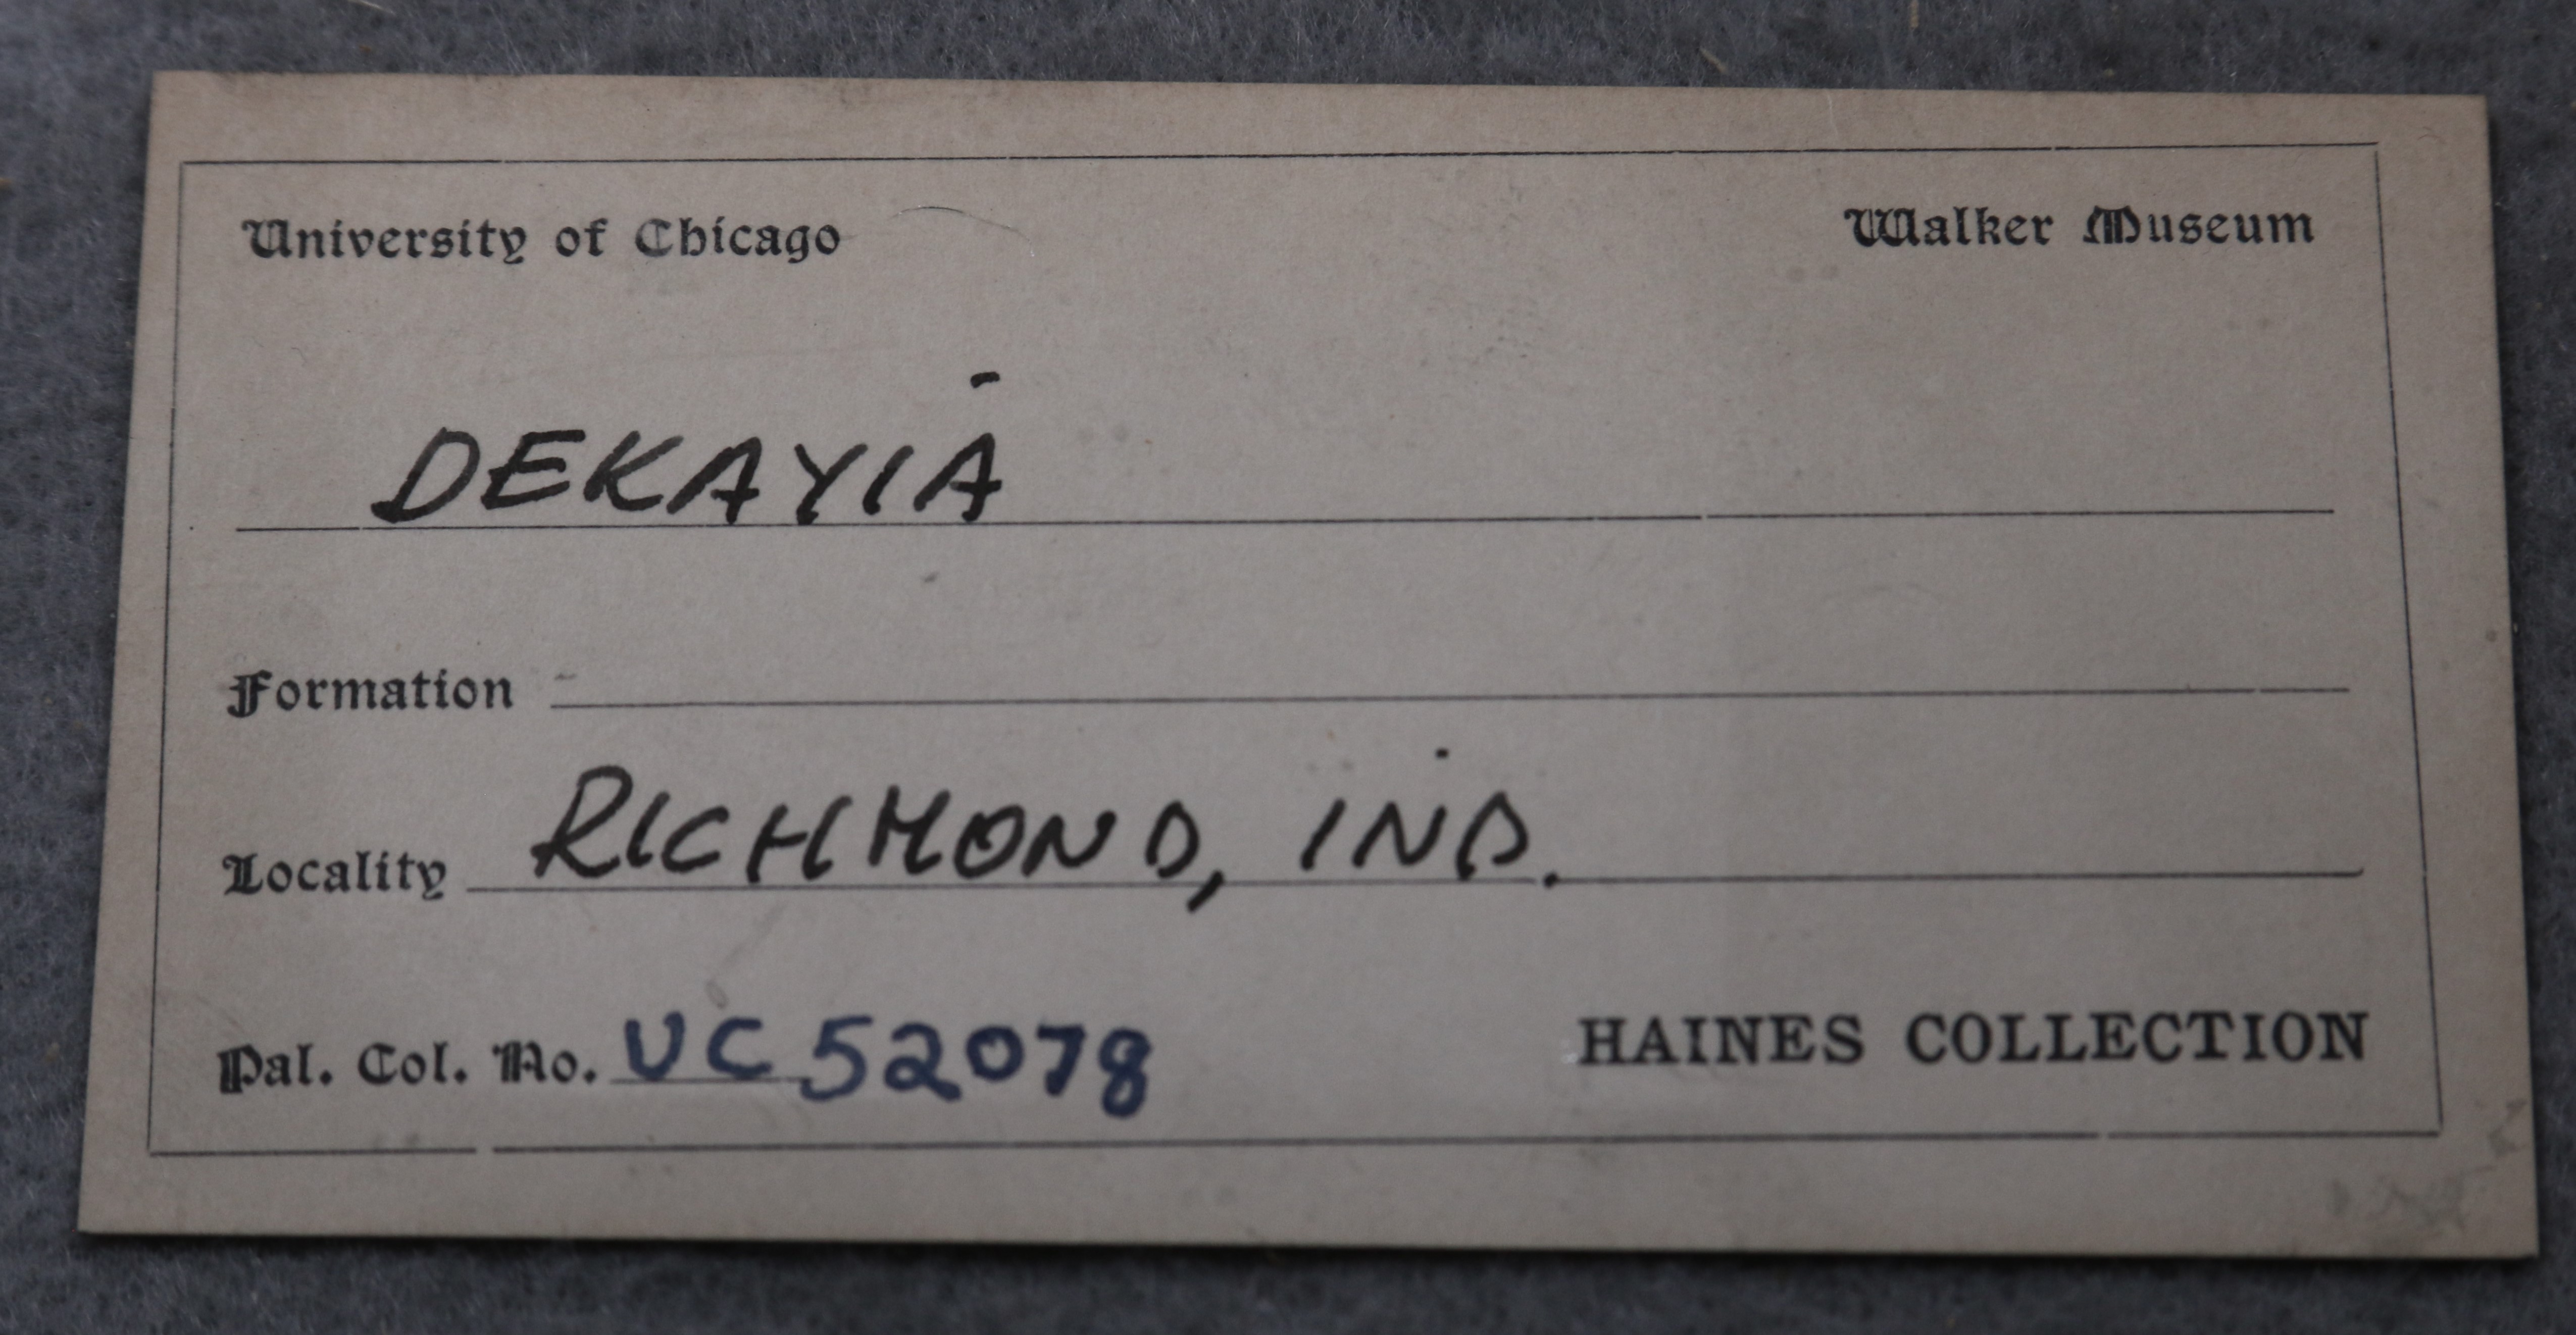 University of Chicago Walker Museum
DEKAYIA
Formation
Locality RICHMOND, IND.
Pal. Col. No. UC 52078 HAINES COLLECTION